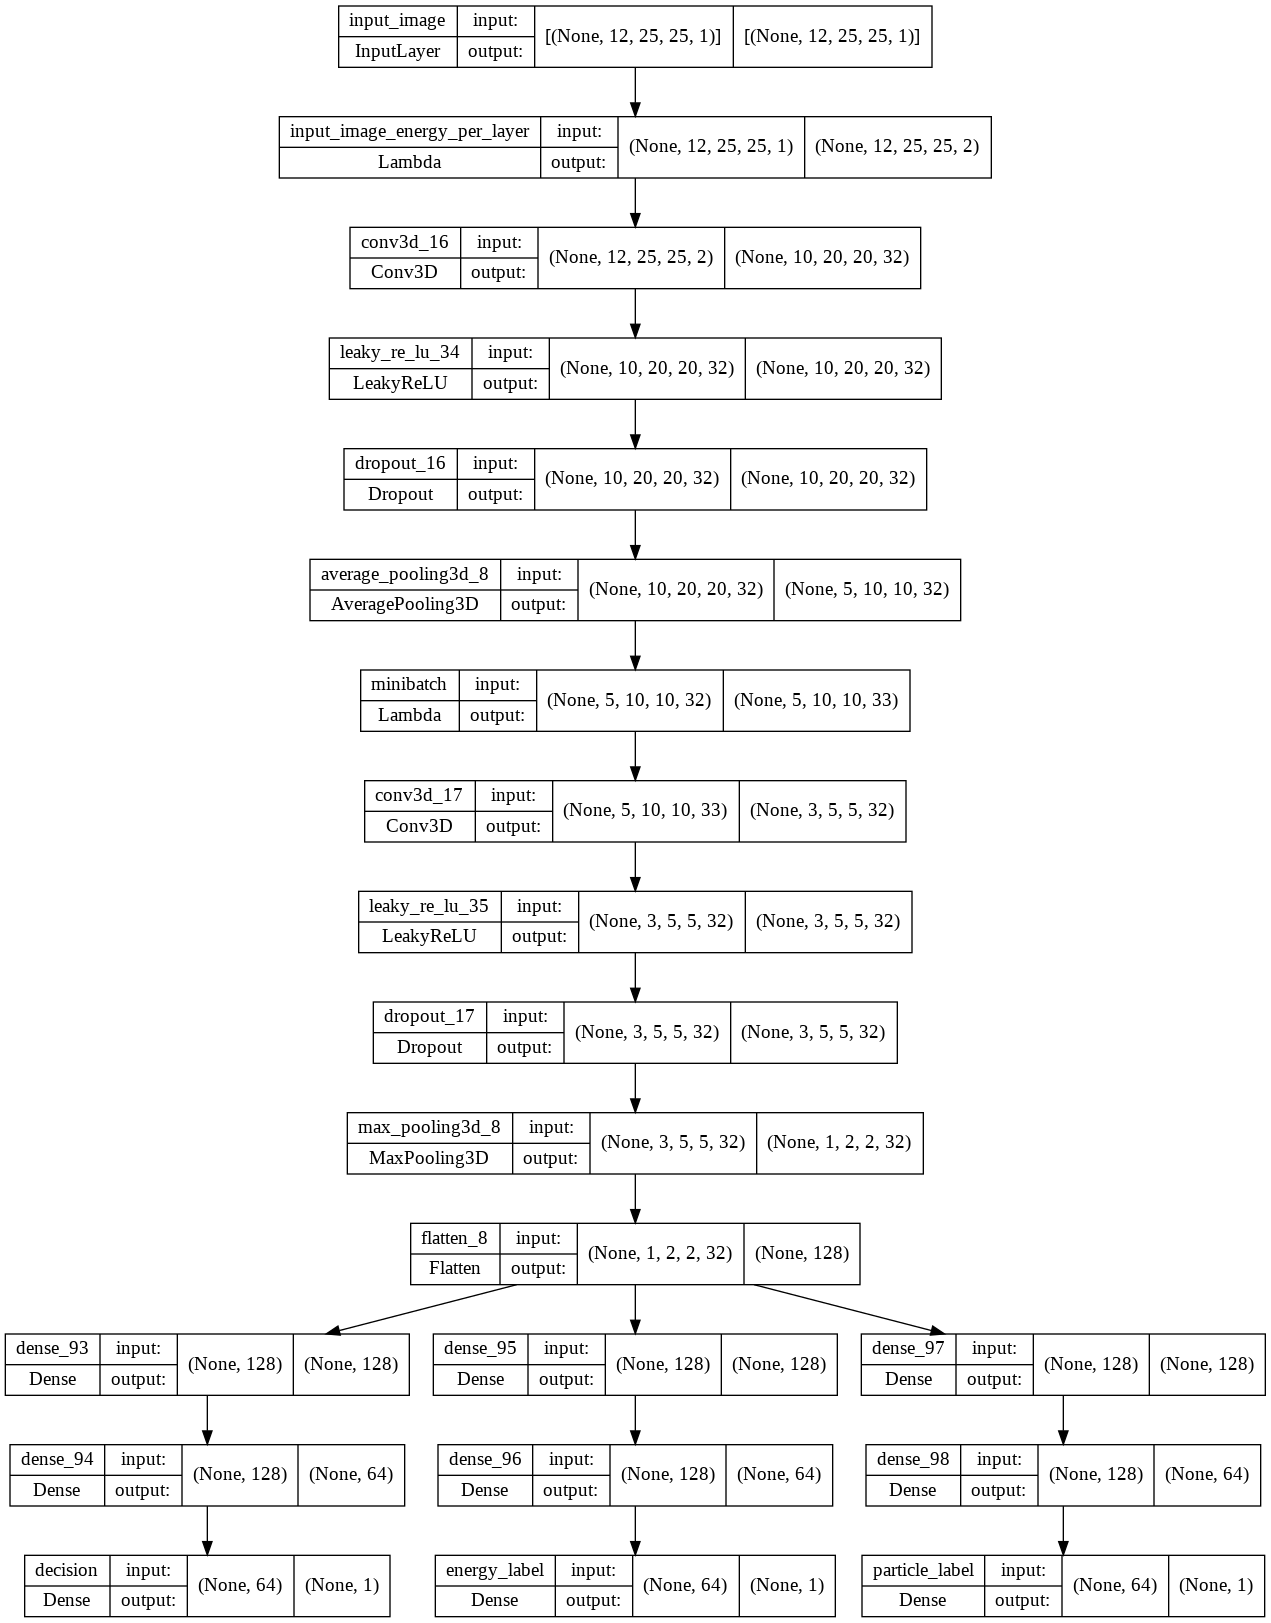 input_image input: [(None, 12, 25, 25, 1)] [(None, 12, 25, 25, 1)]
InputLayer output:
input_image_energy_per_layer input: (None, 12, 25, 25, 1) (None, 12, 25, 25, 2)
Lambda output:
conv3d_16 input: (None, 12, 25, 25, 2) (None, 10, 20, 20, 32)
Conv3D output:
leaky_re_lu_34 input: (None, 10, 20, 20, 32) (None, 10, 20, 20, 32)
LeakyReLU output:
dropout_16 input: (None, 10, 20, 20, 32) (None, 10, 20, 20, 32)
Dropout output:
average_pooling3d_8 input: (None, 10, 20, 20, 32) (None, 5, 10, 10, 32)
AveragePooling3D output:
minibatch input: (None, 5, 10, 10, 32) (None, 5, 10, 10, 33)
Lambda output:
conv3d_17 input: (None, 5, 10, 10, 33) (None, 3, 5, 5, 32)
Conv3D output:
leaky_re_lu_35 input: (None, 3, 5, 5, 32) (None, 3, 5, 5, 32)
LeakyReLU output:
dropout_17 input: (None, 3, 5, 5, 32) (None, 3, 5, 5, 32)
Dropout output:
max_pooling3d_8 input: (None, 3, 5, 5, 32) (None, 1, 2, 2, 32)
MaxPooling3D output:
flatten_8 input: (None, 1, 2, 2, 32) (None, 128)
Flatten output:
dense_93 input: (None, 128) (None, 128) dense_95 input: (None, 128) (None, 128) dense_97 input: (None, 128) (None, 128)
Dense output: Dense output: Dense output:
dense_94 input: (None, 128) (None, 64) dense_96 input: (None, 128) (None, 64) dense_98 input: (None, 128) (None, 64)
Dense output: Dense output: Dense output:
decision input: (None, 64) (None, 1) energy_label input: (None, 64) (None, 1) particle_label input: (None, 64) (None, 1)
Dense output: Dense output: Dense output: